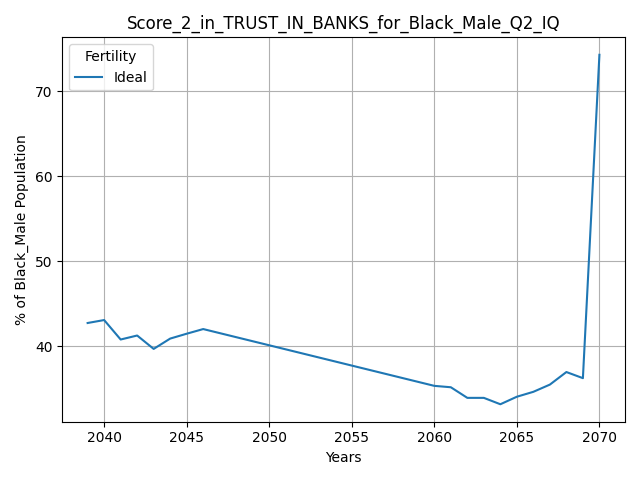 Score_2_in_TRUST_IN_BANKS_for_Black_Male_Q2_IQ
Fertility
Ideal
% of Black_Male Population
70
60
50
40
2040 2045 2050 2055 2060 2065 2070
Years